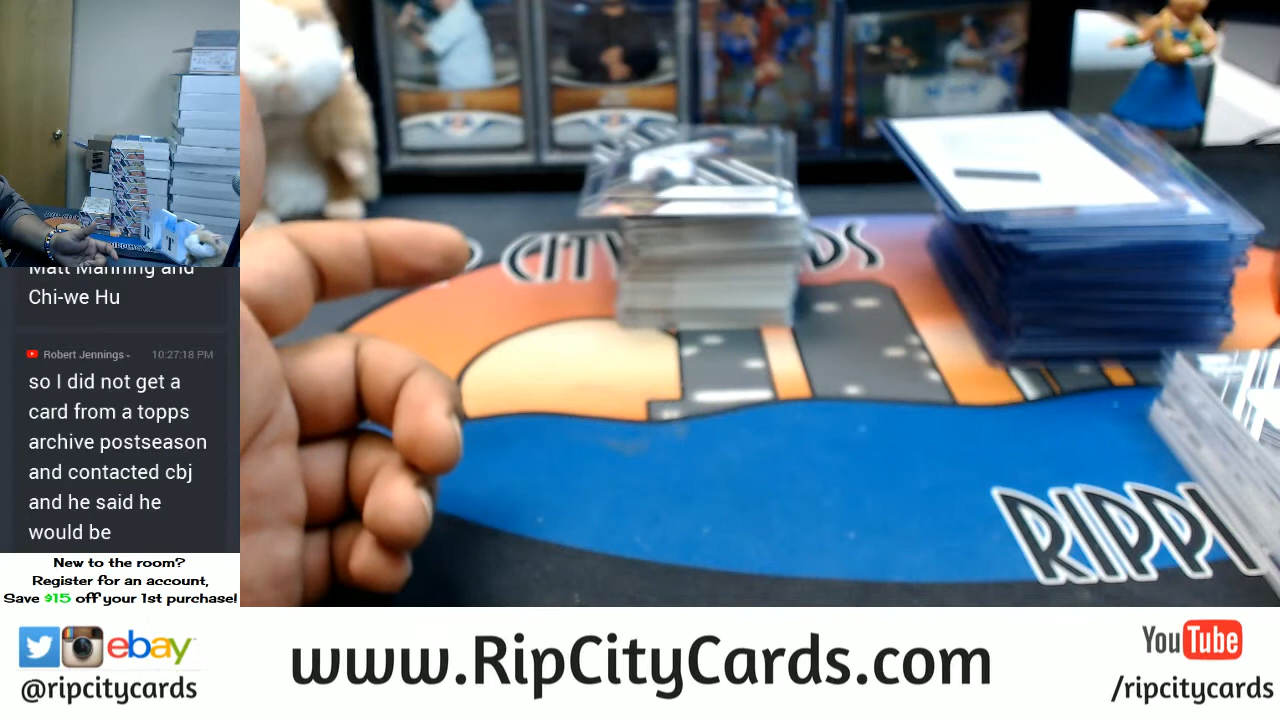 Matt Manning and
Chi-we Hu
Robert Jennings- 10:27:18 PM
so I did not get a
card from a topps
archive postseason
and contacted cbj
and he said he
would be
New to the room?
Register for an account,
Save $15 off your 1st purchase!
CITY
RIPPI
ebay
@ripcitycards
www.RipCityCards.com
YouTube
/ripcitycards